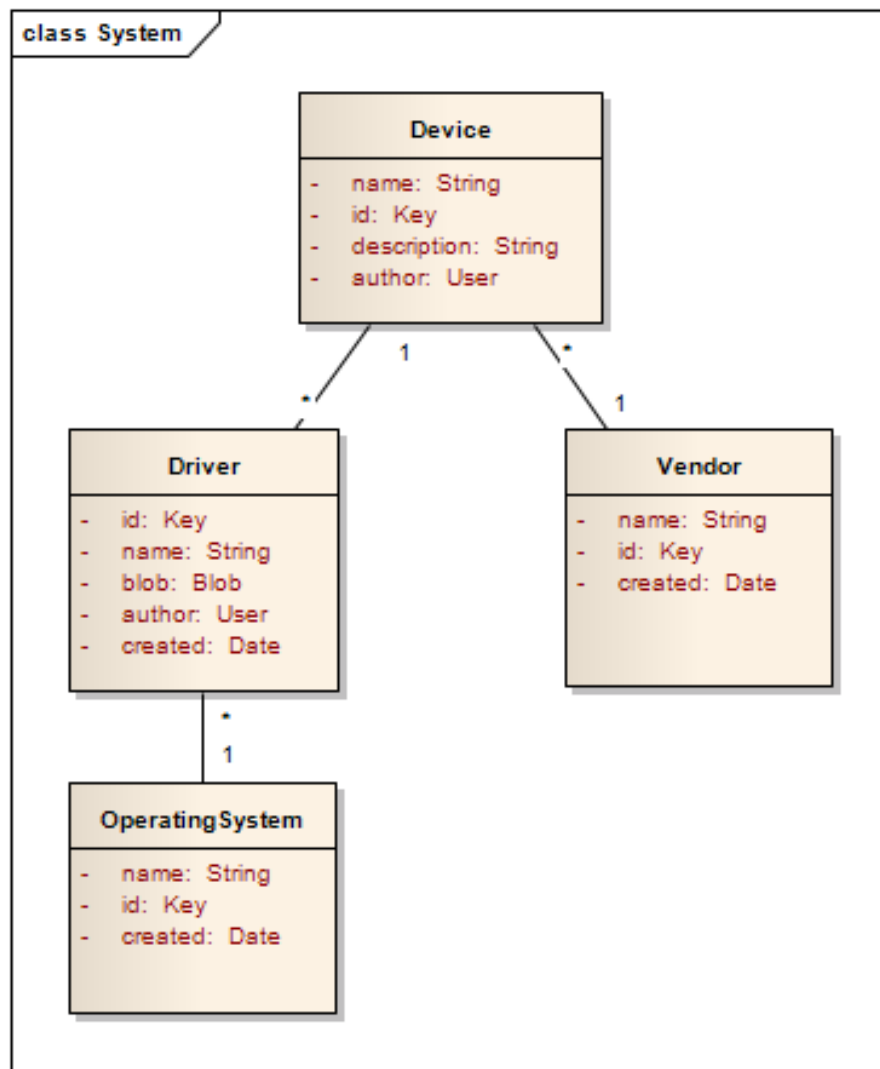 class System
Device
- name: String
- id: Key
- description: String
- author: User
1
*
*
1
Driver
- id: Key
- name: String
- blob: Blob
- author: User
- created: Date
Vendor
- name: String
- id: Key
- created: Date
*
1
OperatingSystem
- name: String
- id: Key
- created: Date